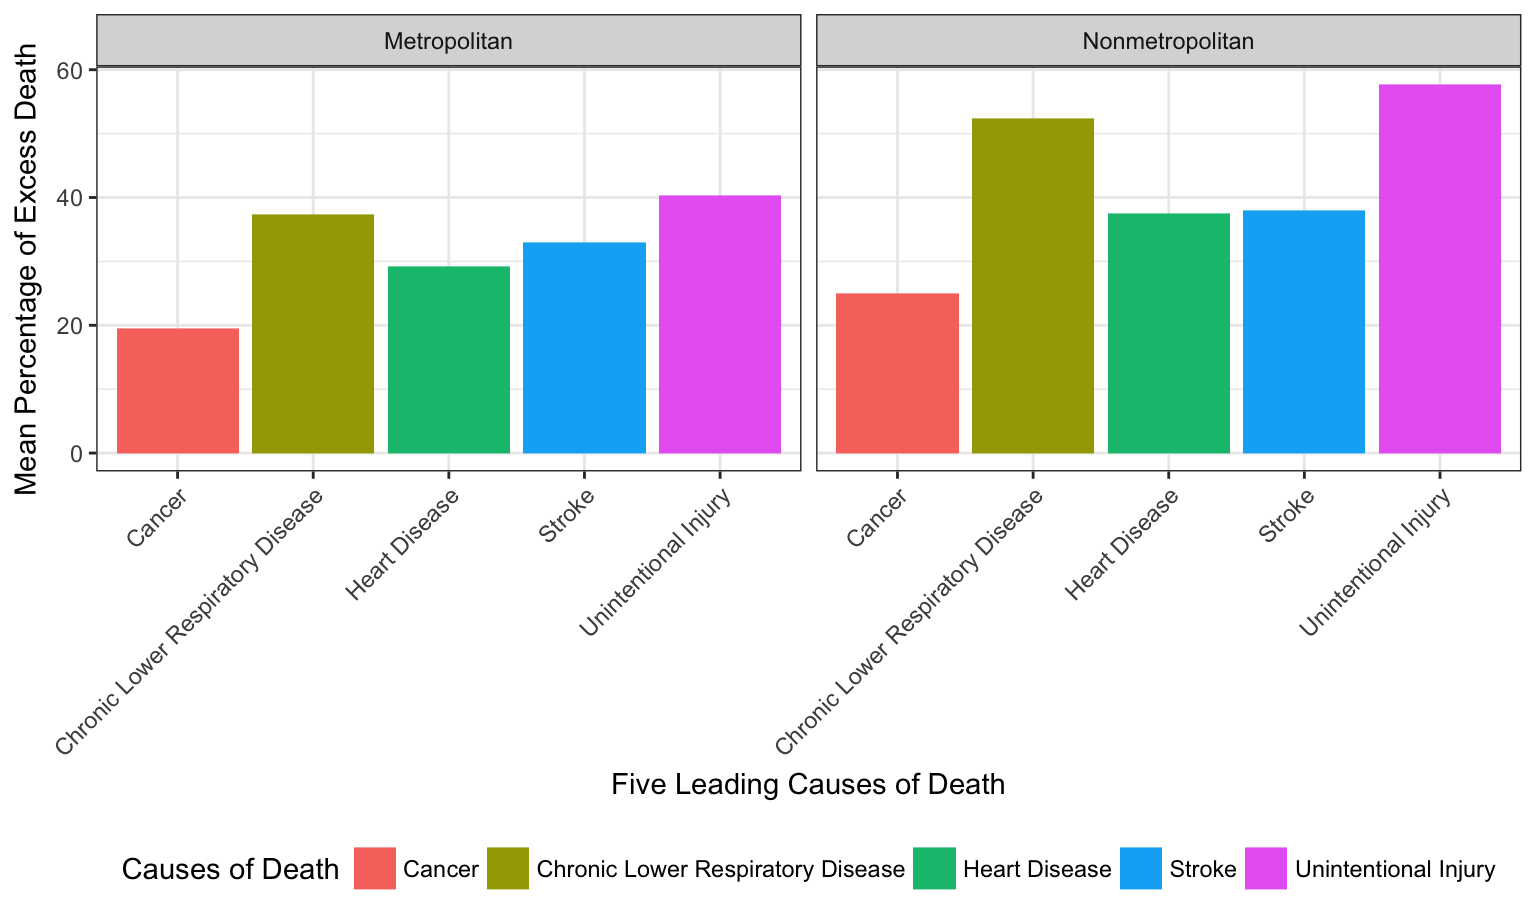 Metropolitan
Nonmetropolitan
Mean Percentage of Excess Death
60
40
20
0
Cancer
Chronic Lower Respiratory Disease
Heart Disease
Stroke
Unintentional Injury
Cancer
Chronic Lower Respiratory Disease
Heart Disease
Stroke
Unintentional Injury
Five Leading Causes of Death
Causes of Death Cancer Chronic Lower Respiratory Disease Heart Disease Stroke Unintentional Injury